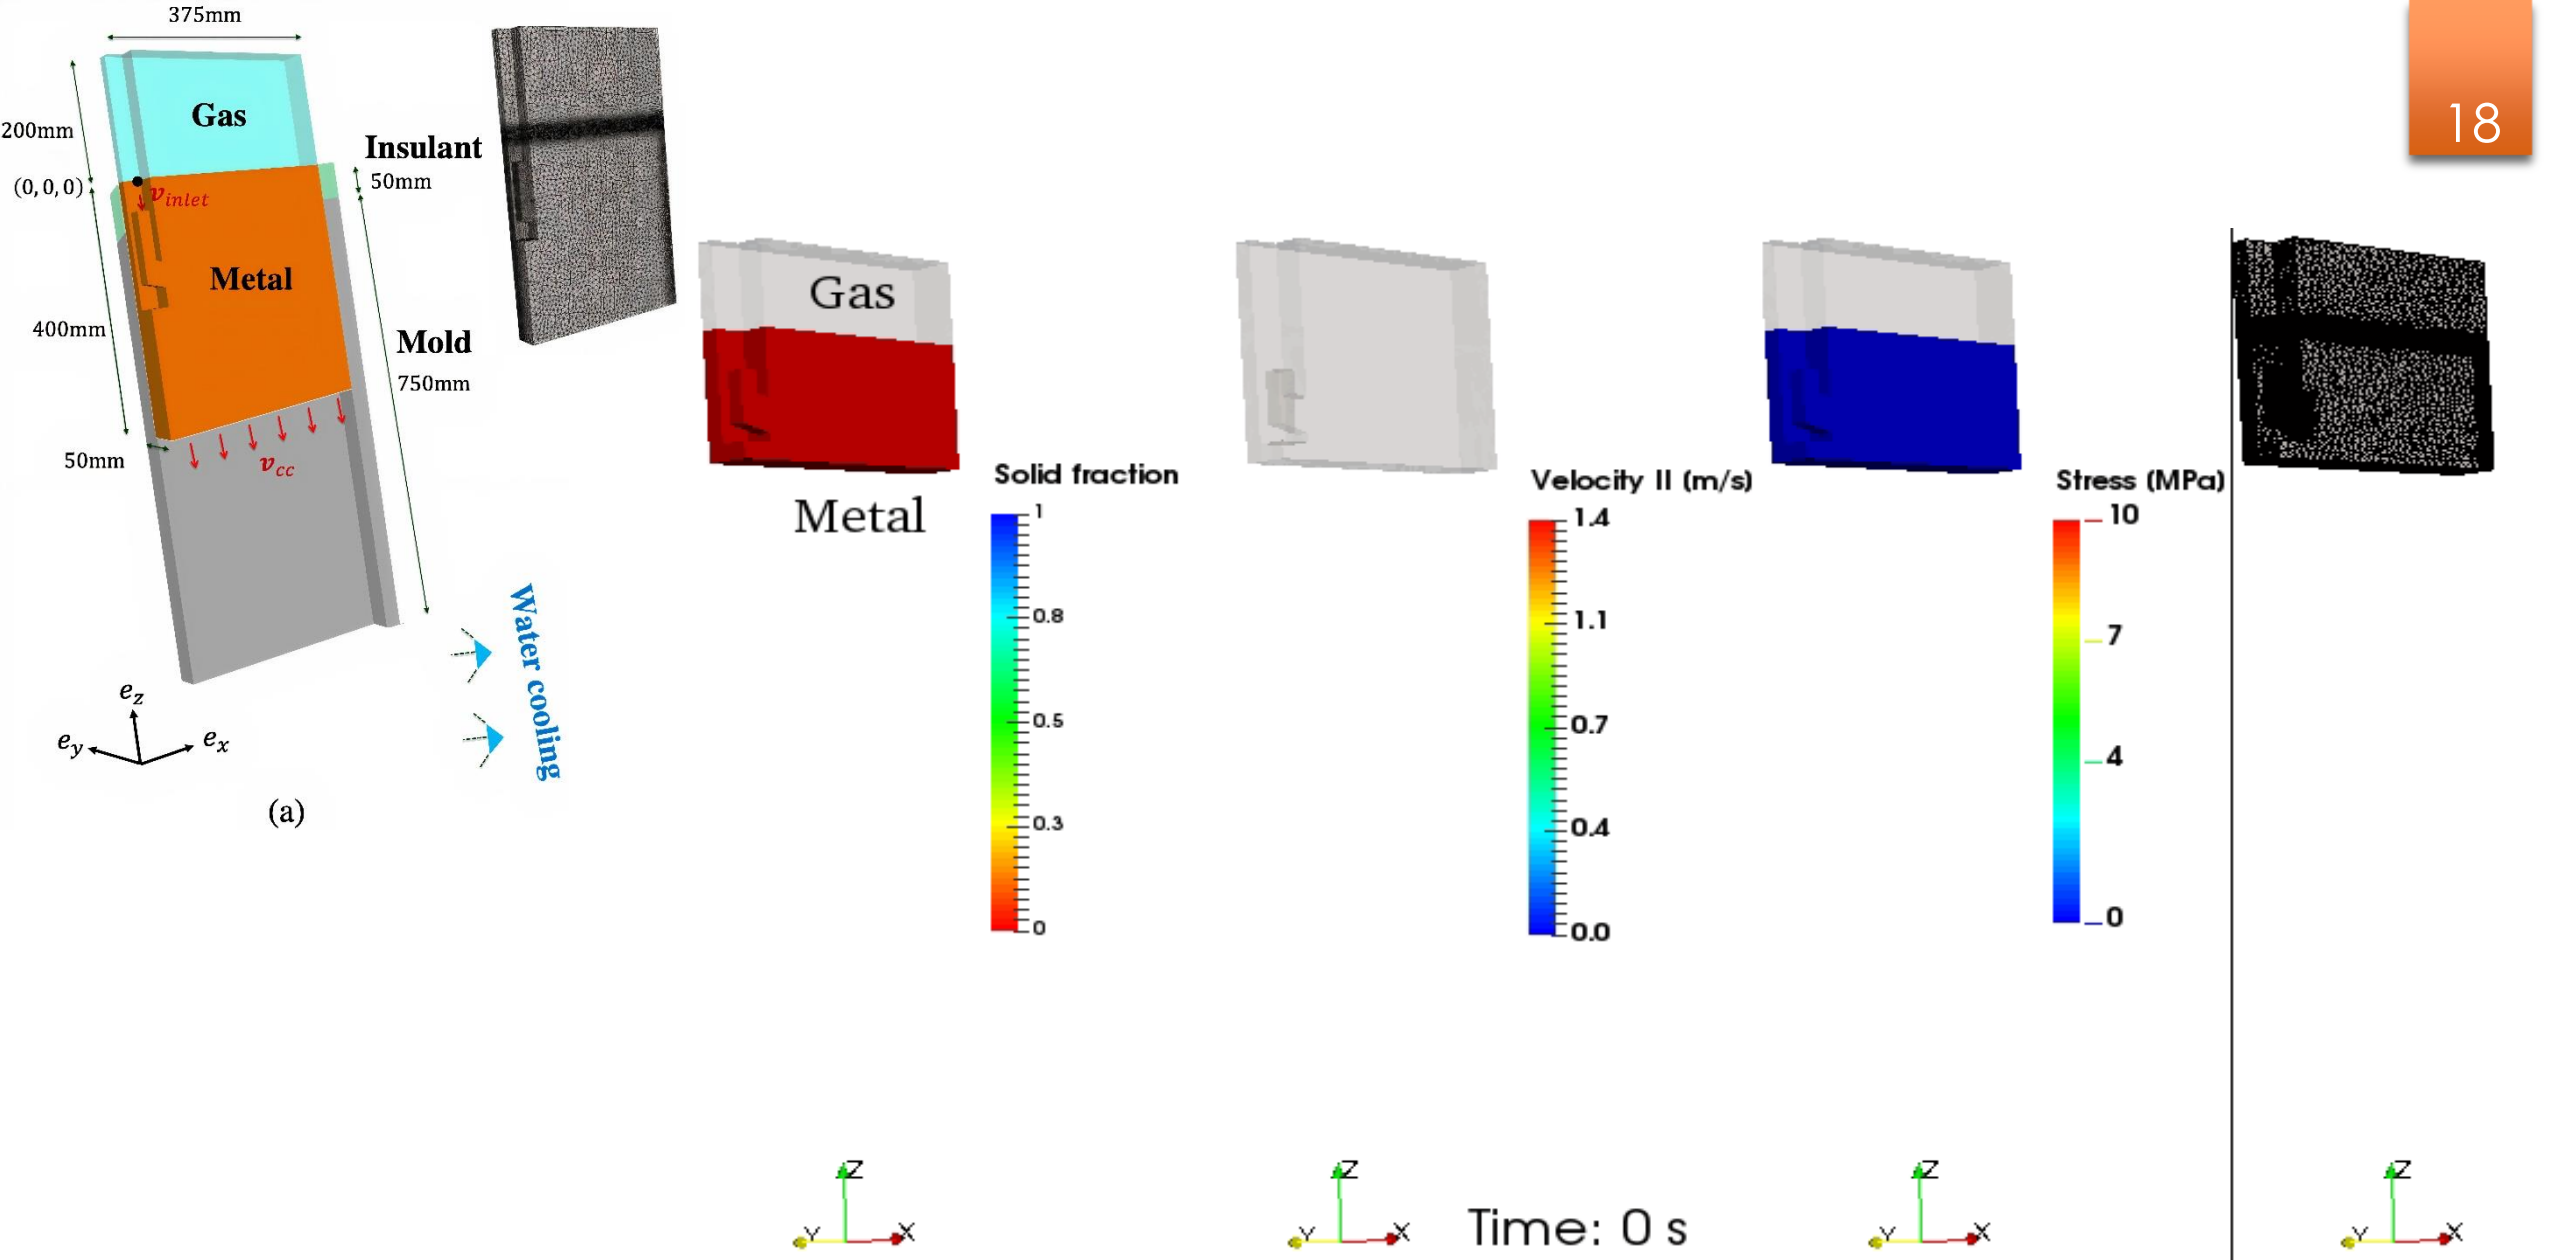 375mm
18
Gas
200mm
Insulant
50mm
(0,0,0)
v_inlet
Metal
400mm
Mold
750mm
50mm
v_cc
Water cooling
e_z
e_y
e_x
(a)
Gas
Metal
Solid fraction
1
0.8
0.5
0.3
0
Velocity II (m/s)
1.4
1.1
0.7
0.4
0.0
Stress (MPa)
10
7
4
0
Z
Y
X
Z
Y
X
Time: 0 s
Z
Y
X
Z
Y
X